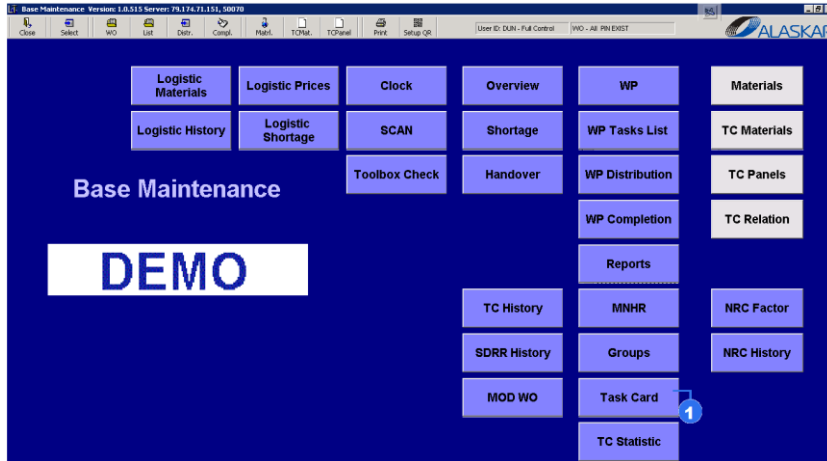 Base Maintenance Version: 1.0.515 Server: 79.174.71.151, 50070
Close Select WO List Distr. Compl. Matrl. TCMat. TCPanel Print Setup QR User ID: DUN - Full Control WO - All PIN EXIST
ALASKAR
Logistic Materials
Logistic Prices
Clock
Overview
WP
Materials
Logistic History
Logistic Shortage
SCAN
Shortage
WP Tasks List
TC Materials
Toolbox Check
Handover
WP Distribution
TC Panels
Base Maintenance
WP Completion
TC Relation
DEMO
Reports
TC History
MNHR
NRC Factor
SDRR History
Groups
NRC History
MOD WO
Task Card
1
TC Statistic